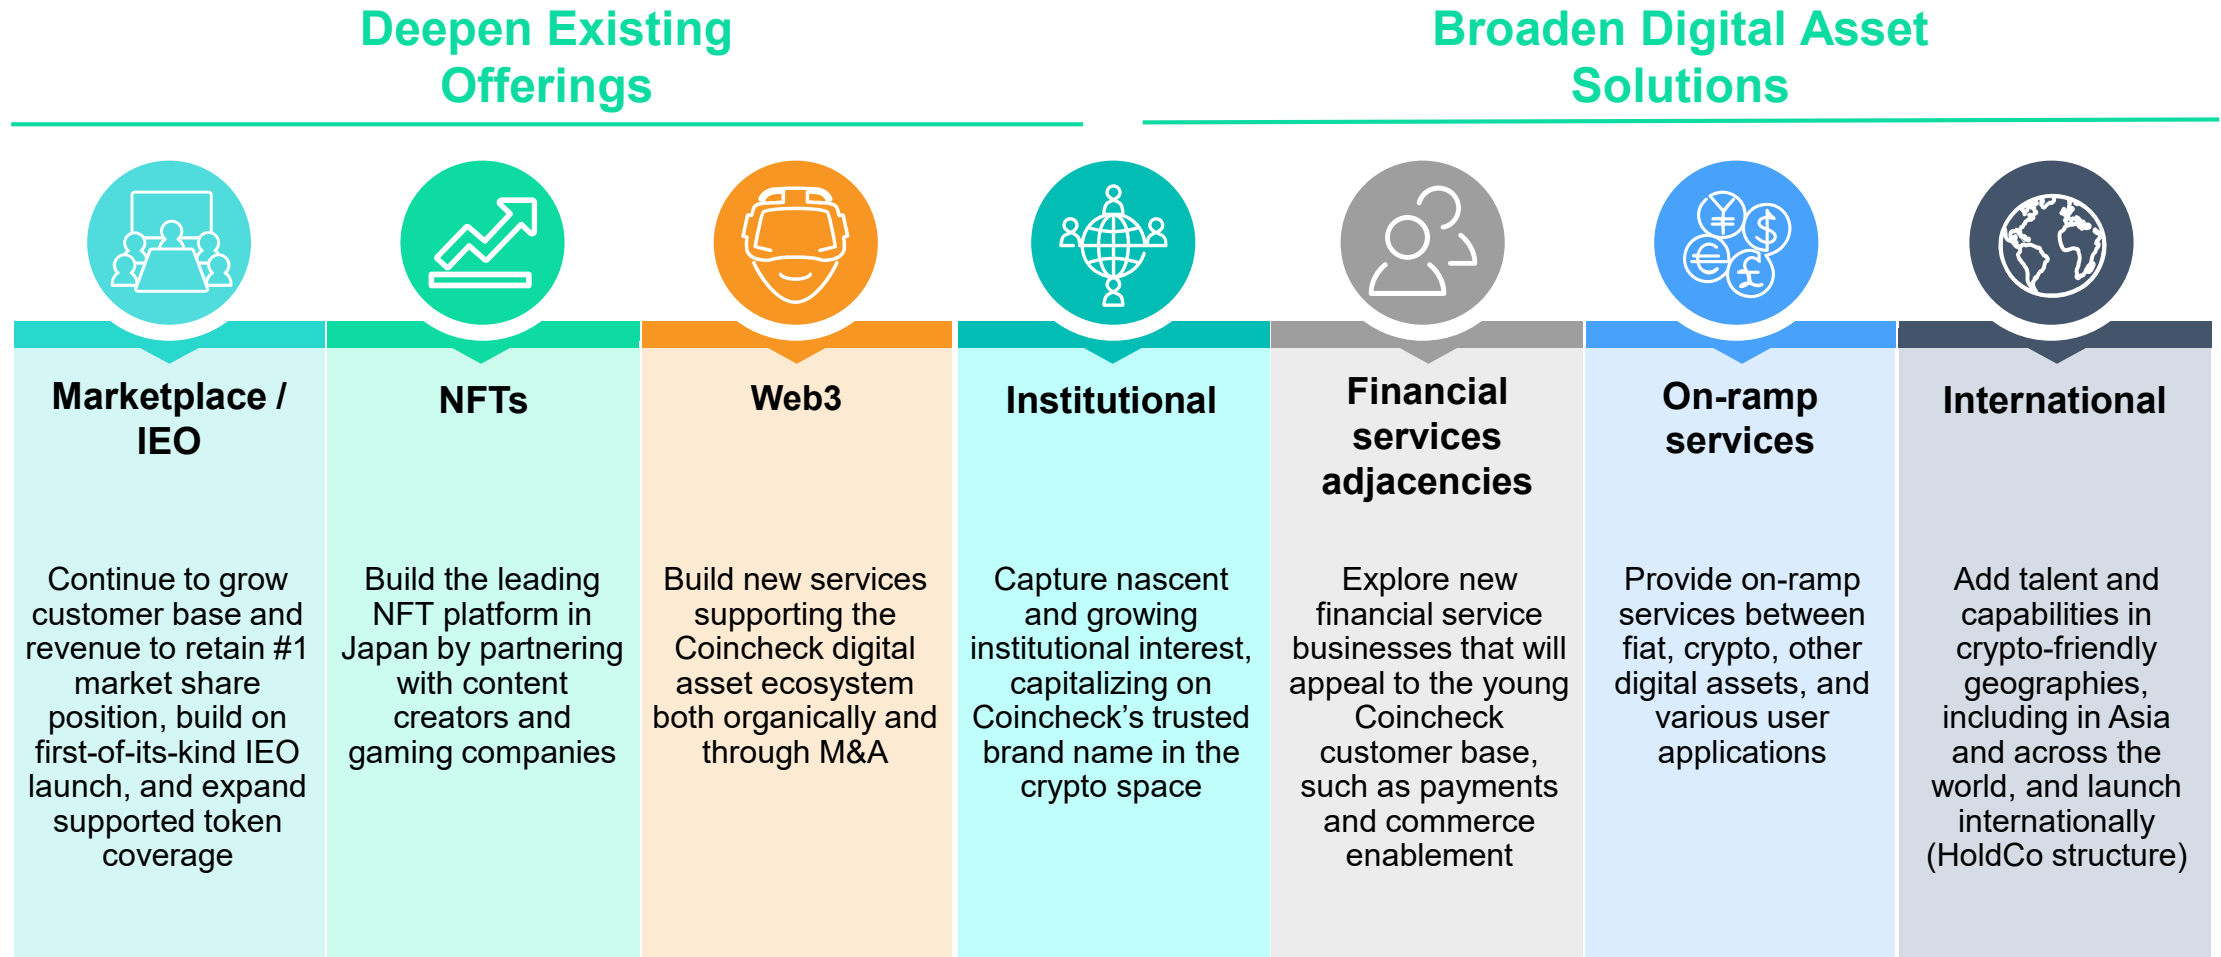 Deepen Existing
Offerings
Broaden Digital Asset
Solutions
Marketplace /
IEO
Continue to grow
customer base and
revenue to retain #1
market share
position, build on
first-of-its-kind IEO
launch, and expand
supported token
coverage
NFTs
Build the leading
NFT platform in
Japan by partnering
with content
creators and
gaming companies
Web3
Build new services
supporting the
Coincheck digital
asset ecosystem
both organically and
through M&A
Institutional
Capture nascent
and growing
institutional interest,
capitalizing on
Coincheck’s trusted
brand name in the
crypto space
Financial
services
adjacencies
Explore new
financial service
businesses that will
appeal to the young
Coincheck
customer base,
such as payments
and commerce
enablement
On-ramp
services
Provide on-ramp
services between
fiat, crypto, other
digital assets, and
various user
applications
International
Add talent and
capabilities in
crypto-friendly
geographies,
including in Asia
and across the
world, and launch
internationally
(HoldCo structure)